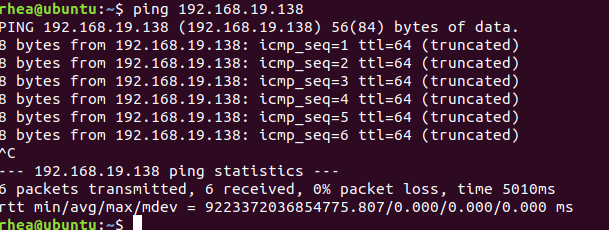 rhea@ubuntu:~$ ping 192.168.19.138
PING 192.168.19.138 (192.168.19.138) 56(84) bytes of data.
8 bytes from 192.168.19.138: icmp_seq=1 ttl=64 (truncated)
8 bytes from 192.168.19.138: icmp_seq=2 ttl=64 (truncated)
8 bytes from 192.168.19.138: icmp_seq=3 ttl=64 (truncated)
8 bytes from 192.168.19.138: icmp_seq=4 ttl=64 (truncated)
8 bytes from 192.168.19.138: icmp_seq=5 ttl=64 (truncated)
8 bytes from 192.168.19.138: icmp_seq=6 ttl=64 (truncated)
^C
--- 192.168.19.138 ping statistics ---
6 packets transmitted, 6 received, 0% packet loss, time 5010ms
rtt min/avg/max/mdev = 9223372036854775.807/0.000/0.000/0.000 ms
rhea@ubuntu:~$